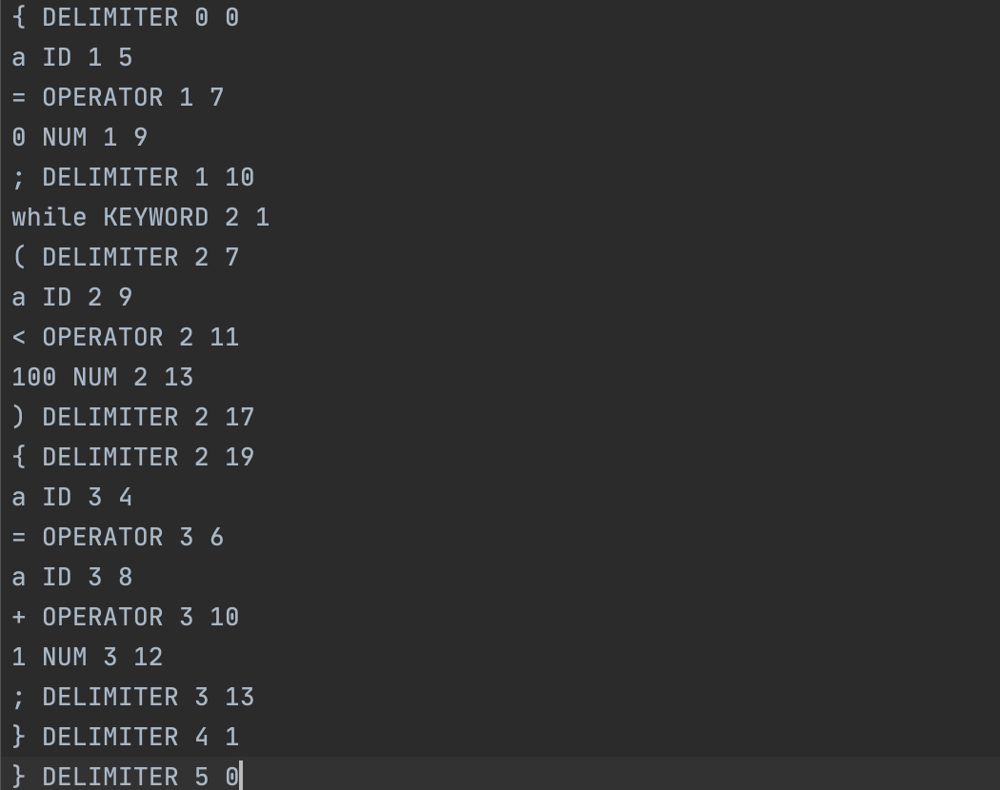 { DELIMITER 0 0
a ID 1 5
= OPERATOR 1 7
0 NUM 1 9
; DELIMITER 1 10
while KEYWORD 2 1
( DELIMITER 2 7
a ID 2 9
< OPERATOR 2 11
100 NUM 2 13
) DELIMITER 2 17
{ DELIMITER 2 19
a ID 3 4
= OPERATOR 3 6
a ID 3 8
+ OPERATOR 3 10
1 NUM 3 12
; DELIMITER 3 13
} DELIMITER 4 1
} DELIMITER 5 0